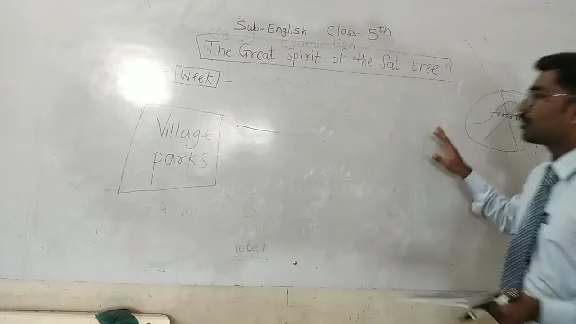 Sub-English Class-5th
The Great Spirit of the Sal tree
Week
Village
parks